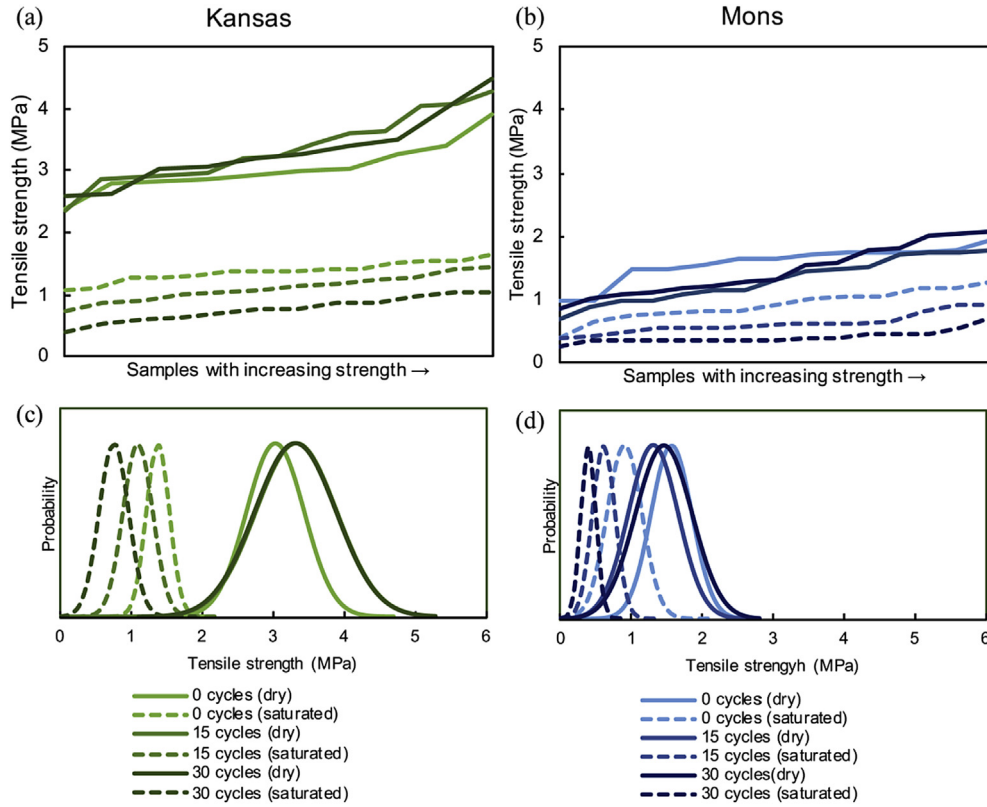 (a) Kansas
(b) Mons
Tensile strength (MPa)
5
4
3
2
1
0
Samples with increasing strength →
Tensile strength (MPa)
5
4
3
2
1
0
Samples with increasing strength →
(c)
Probability
0 1 2 3 4 5 6
Tensile strength (MPa)
(d)
Probability
0 1 2 3 4 5 6
Tensile strengyh (MPa)
0 cycles (dry)
0 cycles (saturated)
15 cycles (dry)
15 cycles (saturated)
30 cycles (dry)
30 cycles (saturated)
0 cycles (dry)
0 cycles (saturated)
15 cycles (dry)
15 cycles (saturated)
30 cycles(dry)
30 cycles (saturated)